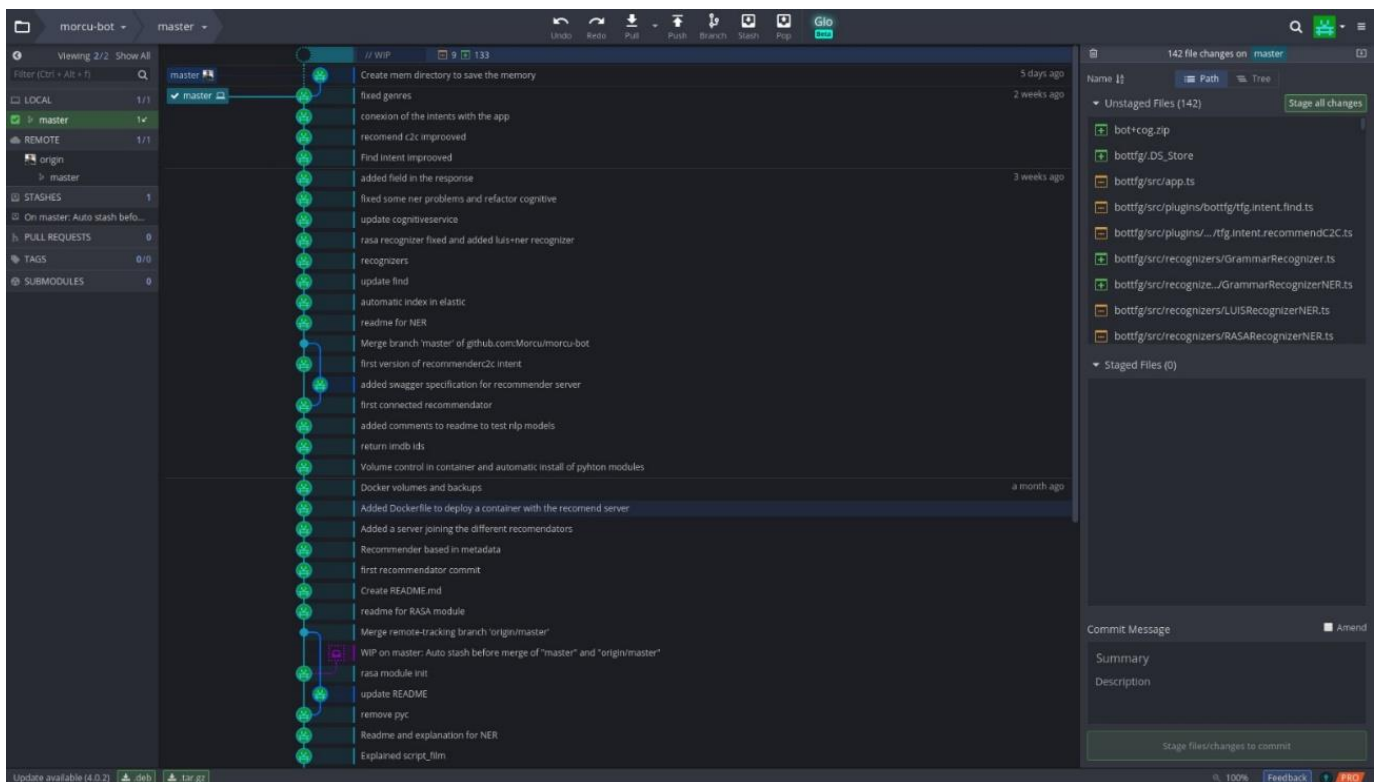 morcu-bot
master
Undo
Redo
Pull
Push
Branch
Stash
Pop
Glo
Beta
Viewing 2/2 Show All
Filter (Ctrl + Alt + f)
LOCAL 1/1
master 1
REMOTE 1/1
origin
master
STASHES 1
On master: Auto stash befo...
PULL REQUESTS 0
TAGS 0/0
SUBMODULES 0
master
master
// WIP 9 133
Create mem directory to save the memory 5 days ago
fixed genres 2 weeks ago
conexion of the intents with the app
recomend c2c improoved
Find intent improoved
added field in the response 3 weeks ago
fixed some ner problems and refactor cognitive
update cognitiveservice
rasa recognizer fixed and added luis+ner recognizer
recognizers
update find
automatic index in elastic
readme for NER
Merge branch 'master' of github.com:Morcu/morcu-bot
first version of recommenderc2c intent
added swagger specification for recommender server
first connected recommendator
added comments to readme to test nlp models
return imdb ids
Volume control in container and automatic install of pyhton modules
Docker volumes and backups a month ago
Added Dockerfile to deploy a container with the recomend server
Added a server joining the different recomendators
Recommender based in metadata
first recommendator commit
Create README.md
readme for RASA module
Merge remote-tracking branch 'origin/master'
WIP on master: Auto stash before merge of "master" and "origin/master"
rasa module init
update README
remove pyc
Readme and explanation for NER
Explained script_film
142 file changes on master
Name Path Tree
Unstaged Files (142) Stage all changes
bot+cog.zip
bottfg/.DS_Store
bottfg/src/app.ts
bottfg/src/plugins/bottfg/tfg.intent.find.ts
bottfg/src/plugins/.../tfg.intent.recommendC2C.ts
bottfg/src/recognizers/GrammarRecognizer.ts
bottfg/src/recognize.../GrammarRecognizerNER.ts
bottfg/src/recognizers/LUISRecognizerNER.ts
bottfg/src/recognizers/RASARecognizerNER.ts
Staged Files (0)
Commit Message Amend
Summary
Description
Stage files/changes to commit
Update available (4.0.2) .deb .tar.gz
100% Feedback PRO